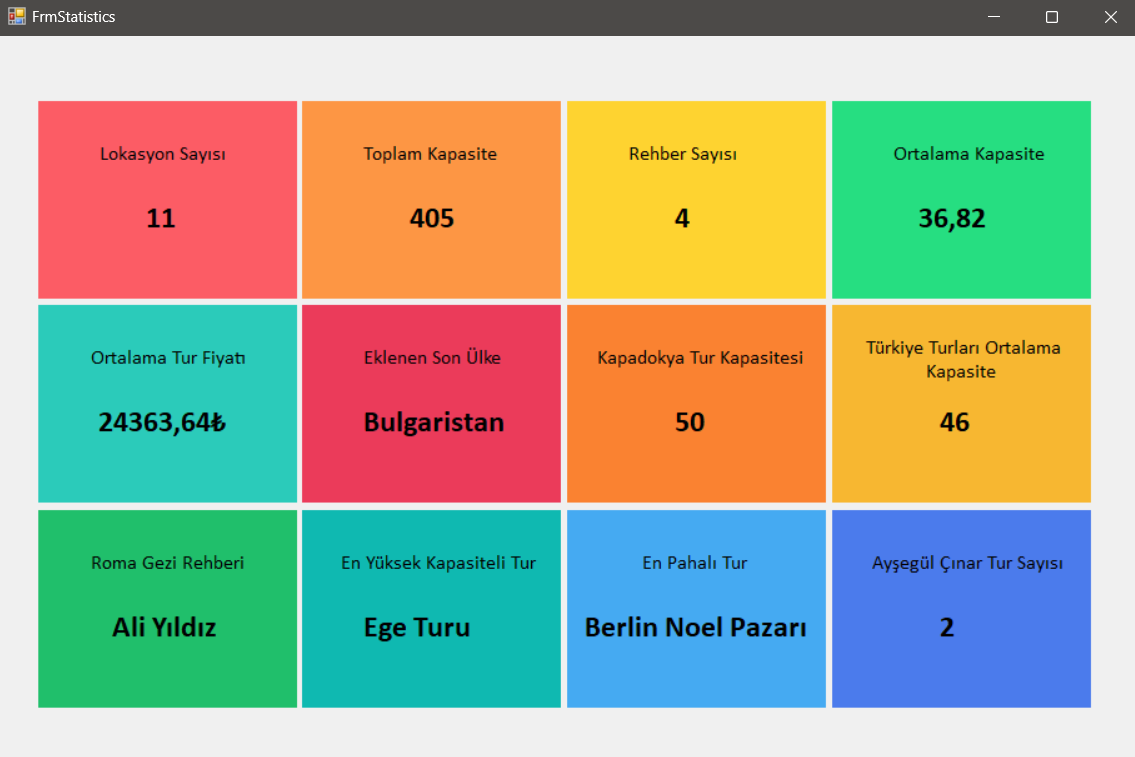 FrmStatistics
Lokasyon Sayısı
11
Toplam Kapasite
405
Rehber Sayısı
4
Ortalama Kapasite
36,82
Ortalama Tur Fiyatı
24363,64₺
Eklenen Son Ülke
Bulgaristan
Kapadokya Tur Kapasitesi
50
Türkiye Turları Ortalama
Kapasite
46
Roma Gezi Rehberi
Ali Yıldız
En Yüksek Kapasiteli Tur
Ege Turu
En Pahalı Tur
Berlin Noel Pazarı
Ayşegül Çınar Tur Sayısı
2